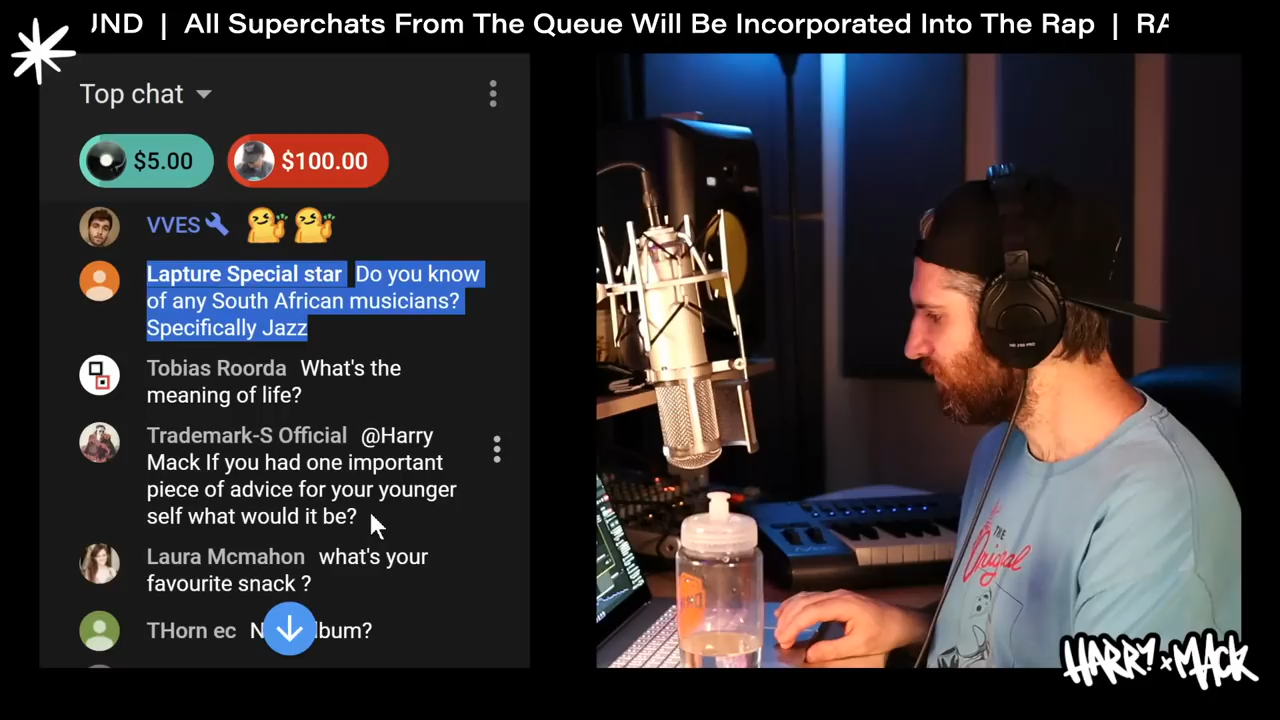 All Superchats From The Queue Will Be Incorporated Into The Rap |
Top chat
$5.00 $100.00
VVES
Lapture Special star Do you know
of any South African musicians?
Specifically Jazz
Tobias Roorda What's the
meaning of life?
Trademark-S Official @Harry
Mack If you had one important
piece of advice for your younger
self what would it be?
Laura Mcmahon what's your
favourite snack ?
THorn ec
THE
Original
HARRY MACK